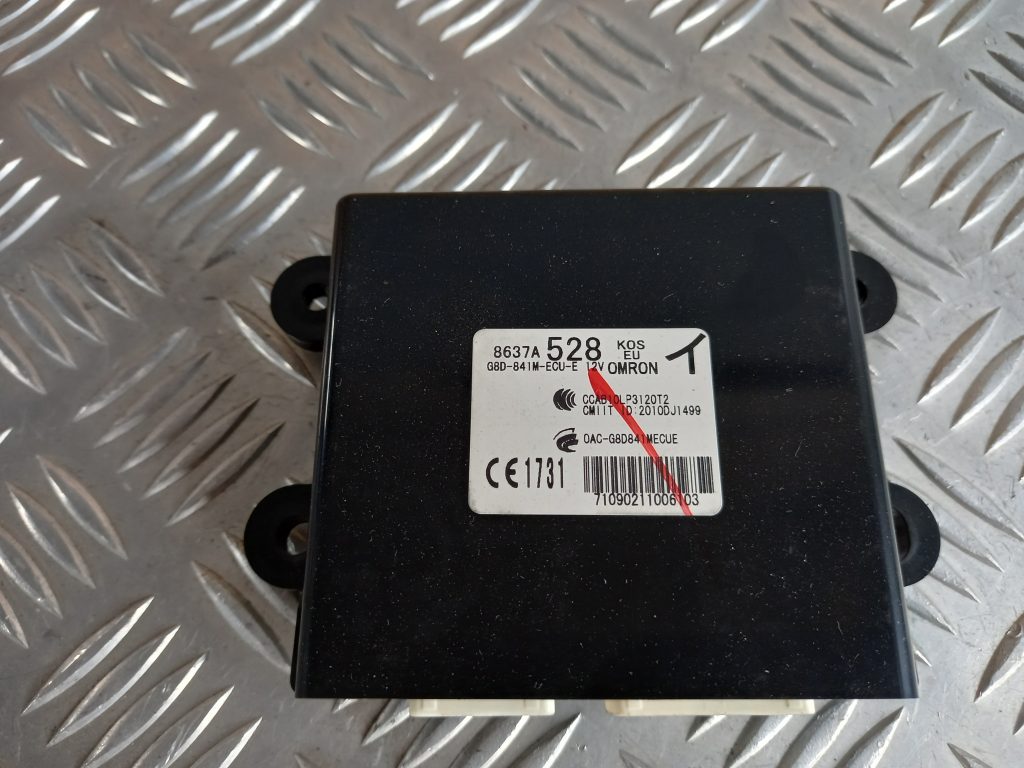 8637A 528 KOS EU イ
G8D-841M-ECU-E 12V OMRON
CCAB10LP3120T2
CMIIT ID:2010DJ1499
OAC-G8D841MECUE
CE1731
71090211006103